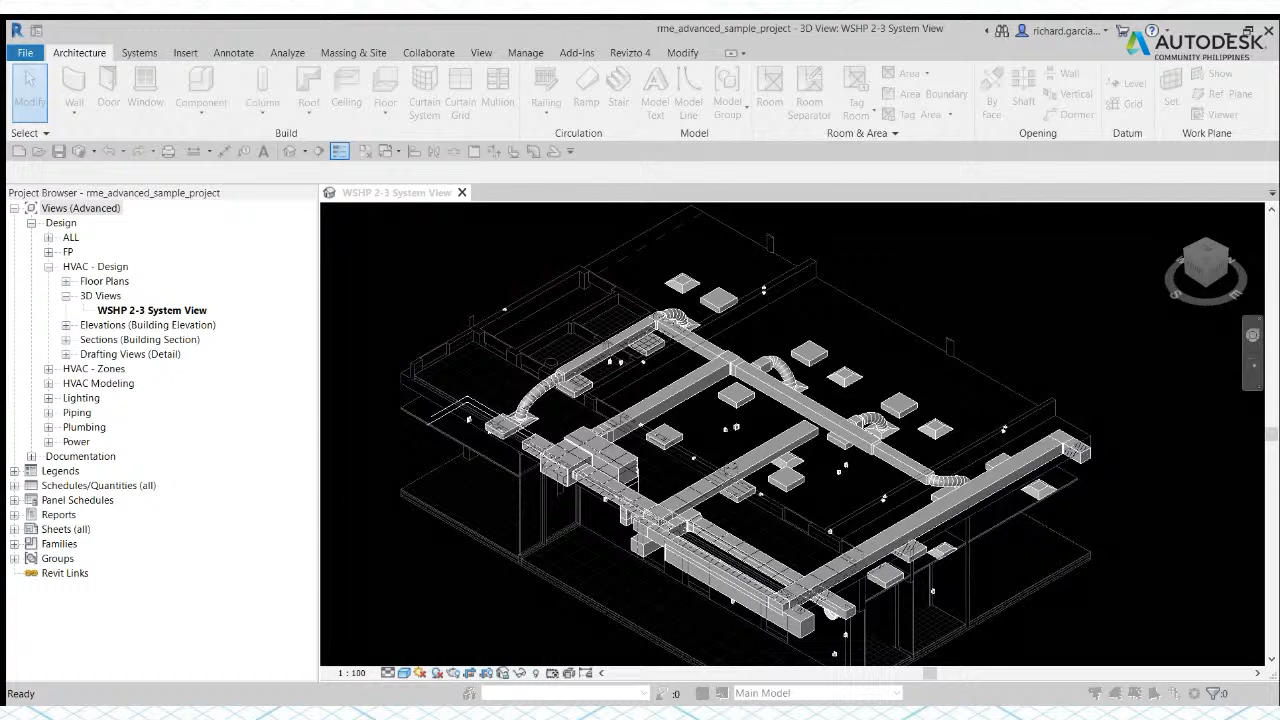 rme_advanced_sample_project - 3D View: WSHP 2-3 System View
richard.garcia...
AUTODESK
COMMUNITY PHILIPPINES
File Architecture Systems Insert Annotate Analyze Massing & Site Collaborate View Manage Add-Ins Revizto 4 Modify
Modify Wall Door Window Component Column Roof Ceiling Floor Curtain System Curtain Grid Mullion Railing Ramp Stair Model Text Model Line Model Group Room Room Separator Tag Room Area Area Boundary Tag Area By Face Shaft Wall Vertical Dormer Level Grid Set Show Ref Plane Viewer
Select Build Circulation Model Room & Area Opening Datum Work Plane
Project Browser - rme_advanced_sample_project
WSHP 2-3 System View
Views (Advanced)
Design
ALL
FP
HVAC - Design
Floor Plans
3D Views
WSHP 2-3 System View
Elevations (Building Elevation)
Sections (Building Section)
Drafting Views (Detail)
HVAC - Zones
HVAC Modeling
Lighting
Piping
Plumbing
Power
Documentation
Legends
Schedules/Quantities (all)
Panel Schedules
Reports
Sheets (all)
Families
Groups
Revit Links
1 : 100
Ready
:0
Main Model
:0